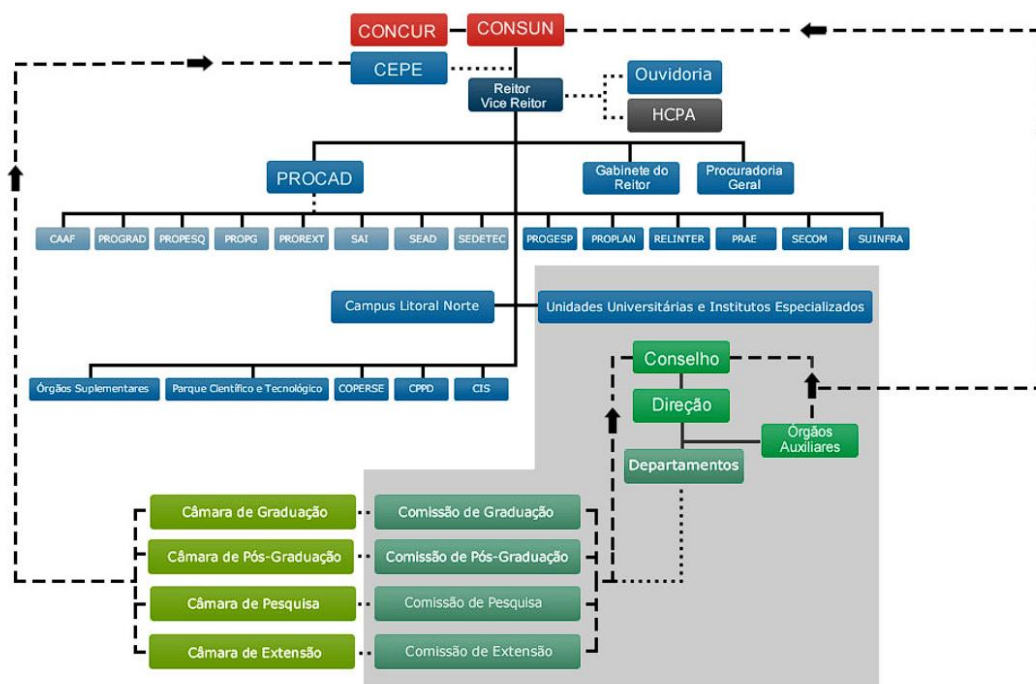 CONCUR
CONSUN
CEPE
Reitor
Vice Reitor
Ouvidoria
HCPA
PROCAD
Gabinete do
Reitor
Procuradoria
Geral
CAAF
PROGRAD
PROPESQ
PROPG
PROREXT
SAI
SEAD
SEDETEC
PROGESP
PROPLAN
RELINTER
PRAE
SECOM
SUINFRA
Campus Litoral Norte
Unidades Universitárias e Institutos Especializados
Órgãos Suplementares
Parque Científico e Tecnológico
COPERSE
CPPD
CIS
Conselho
Direção
Órgãos
Auxiliares
Departamentos
Câmara de Graduação
Comissão de Graduação
Câmara de Pós-Graduação
Comissão de Pós-Graduação
Câmara de Pesquisa
Comissão de Pesquisa
Câmara de Extensão
Comissão de Extensão